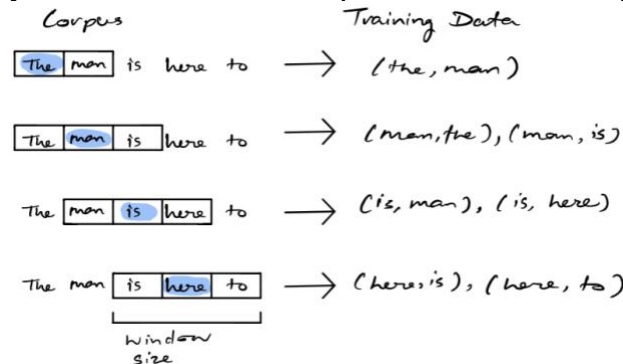 Corpus Training Data
The man is here to → (the, man)
The man is here to → (man, the), (man, is)
The man is here to → (is, man), (is, here)
The man is here to → (here, is), (here, to)
window
size